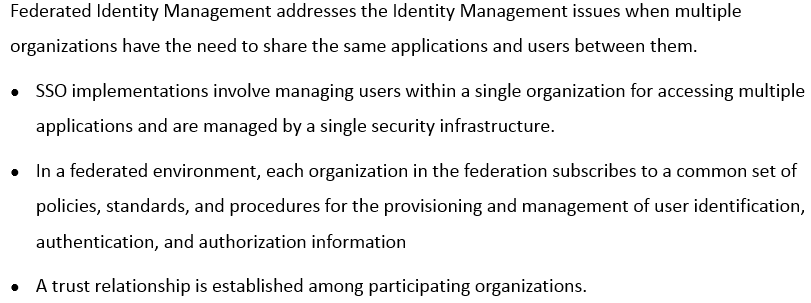 Federated Identity Management addresses the Identity Management issues when multiple
organizations have the need to share the same applications and users between them.
• SSO implementations involve managing users within a single organization for accessing multiple
applications and are managed by a single security infrastructure.
• In a federated environment, each organization in the federation subscribes to a common set of
policies, standards, and procedures for the provisioning and management of user identification,
authentication, and authorization information
• A trust relationship is established among participating organizations.